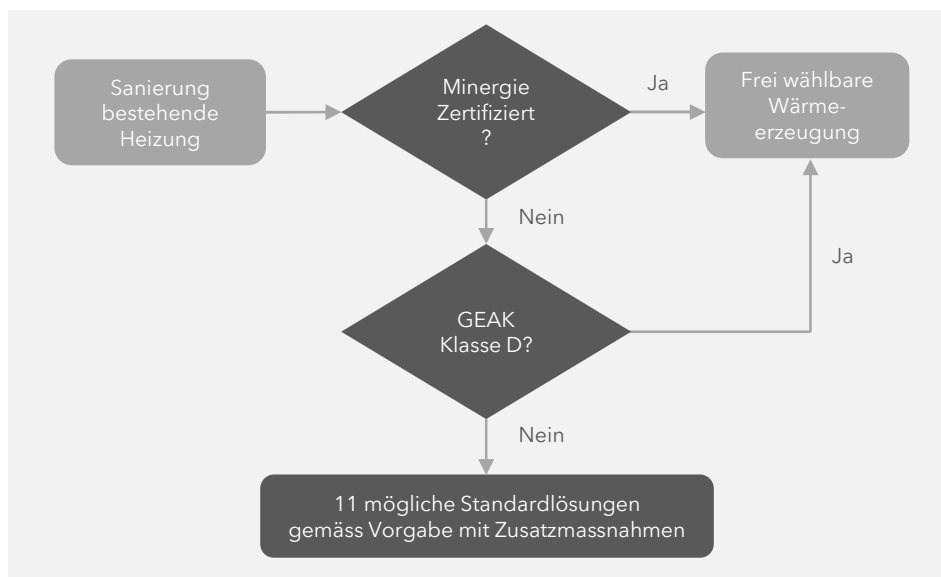 Sanierung
bestehende
Heizung
Minergie
Zertifiziert
?
Ja
Frei wählbare
Wärme-
erzeugung
Nein
GEAK
Klasse D?
Ja
Nein
11 mögliche Standardlösungen
gemäss Vorgabe mit Zusatzmassnahmen